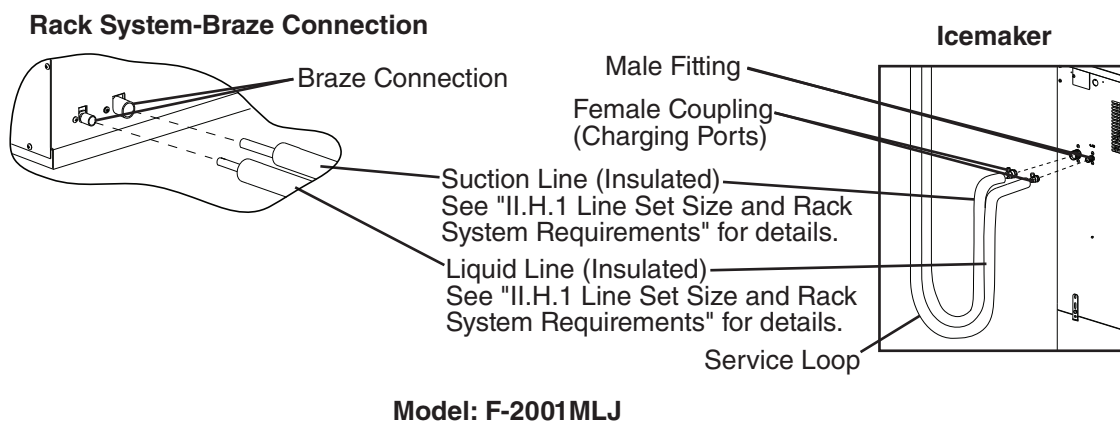 Rack System-Braze Connection
Braze Connection
Icemaker
Male Fitting
Female Coupling
(Charging Ports)
Suction Line (Insulated)
See "II.H.1 Line Set Size and Rack
System Requirements" for details.
Liquid Line (Insulated)
See "II.H.1 Line Set Size and Rack
System Requirements" for details.
Service Loop
Model: F-2001MLJ